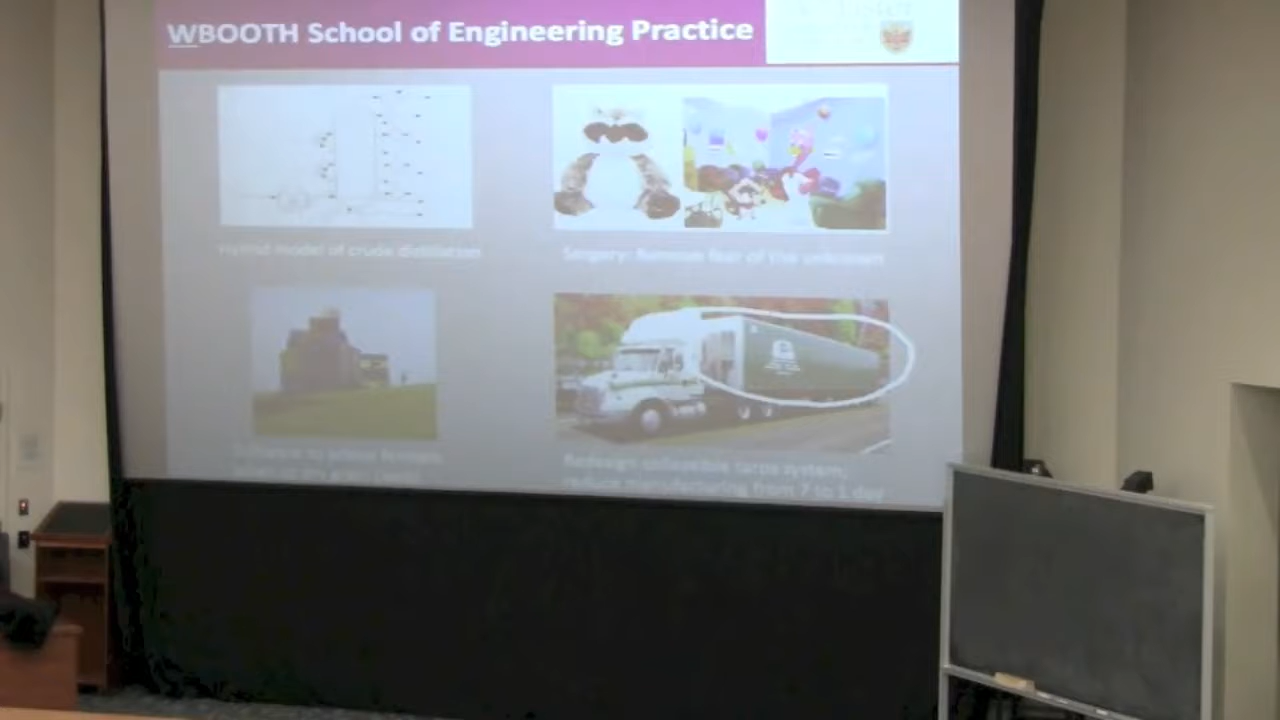 WBOOTH School of Engineering Practice
Hybrid model of crude distillation
Surgery: Remove fear of the unknown
Redesign collapsible tarps system;
reduce manufacturing from 7 to 1 day